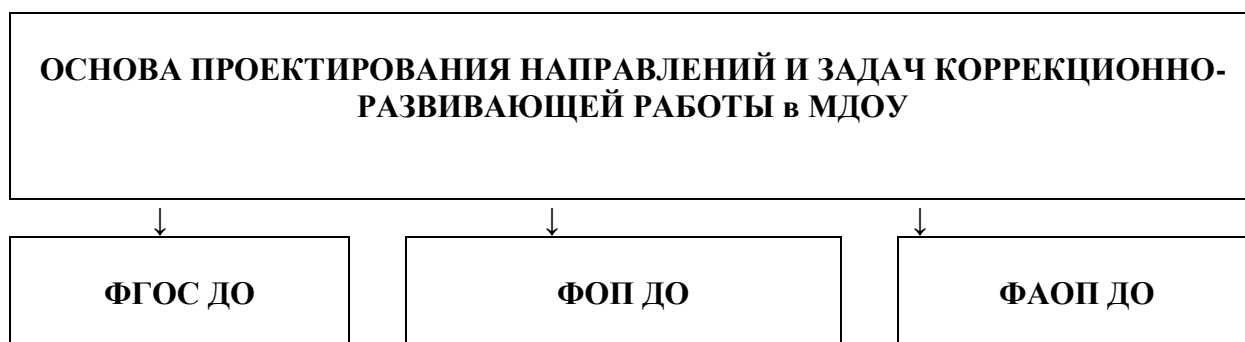 ОСНОВА ПРОЕКТИРОВАНИЯ НАПРАВЛЕНИЙ И ЗАДАЧ КОРРЕКЦИОННО-
РАЗВИВАЮЩЕЙ РАБОТЫ в МДОУ
↓ ↓ ↓
ФГОС ДО ФОП ДО ФАОП ДО